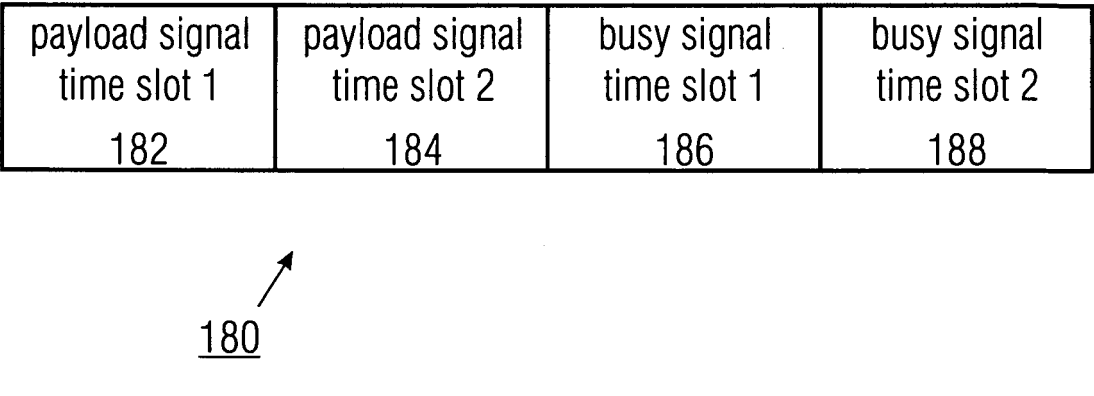 payload signal
time slot 1
182
payload signal
time slot 2
184
busy signal
time slot 1
186
busy signal
time slot 2
188
180